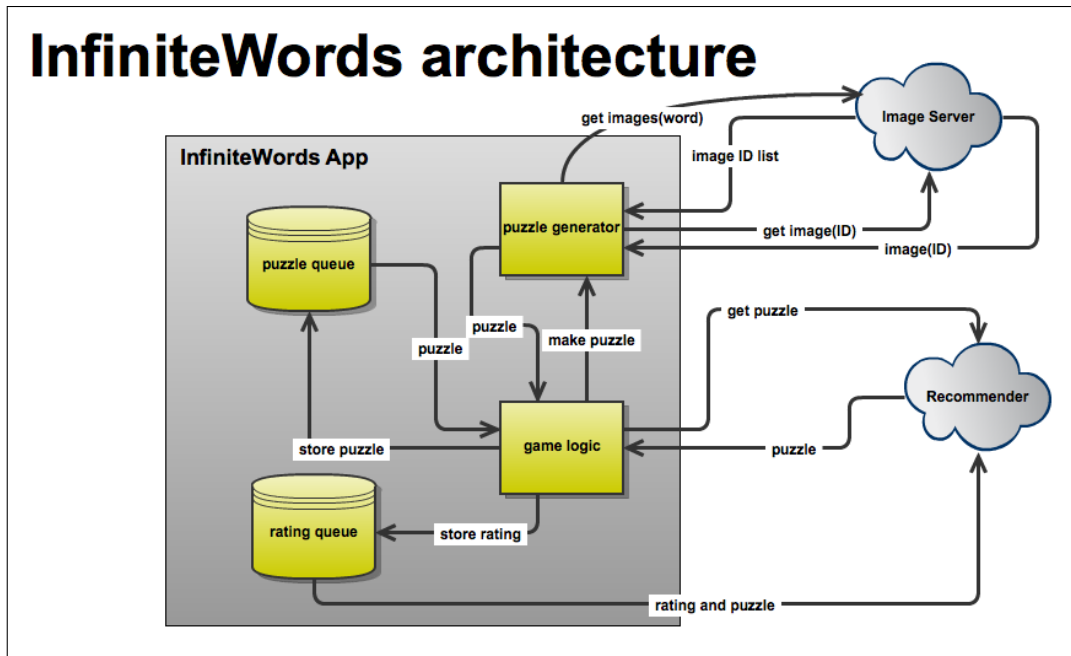 InfiniteWords architecture
get images(word)
Image Server
InfiniteWords App
image ID list
puzzle generator
get image(ID)
image(ID)
puzzle queue
get puzzle
puzzle
make puzzle
puzzle
Recommender
game logic
store puzzle
puzzle
rating queue
store rating
rating and puzzle